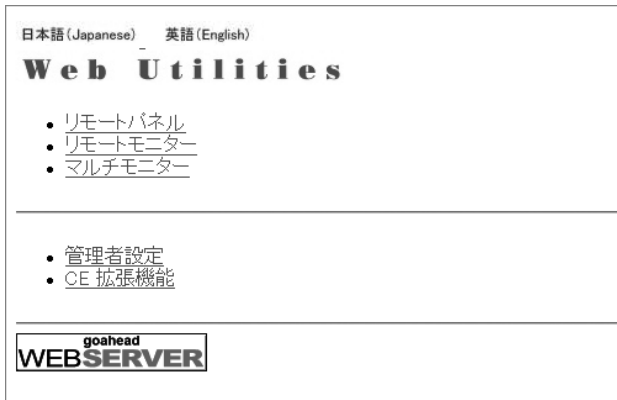 日本語(Japanese) 英語(English)
Web Utilities
リモートパネル
リモートモニター
マルチモニター
管理者設定
CE 拡張機能
goahead
WEBSERVER